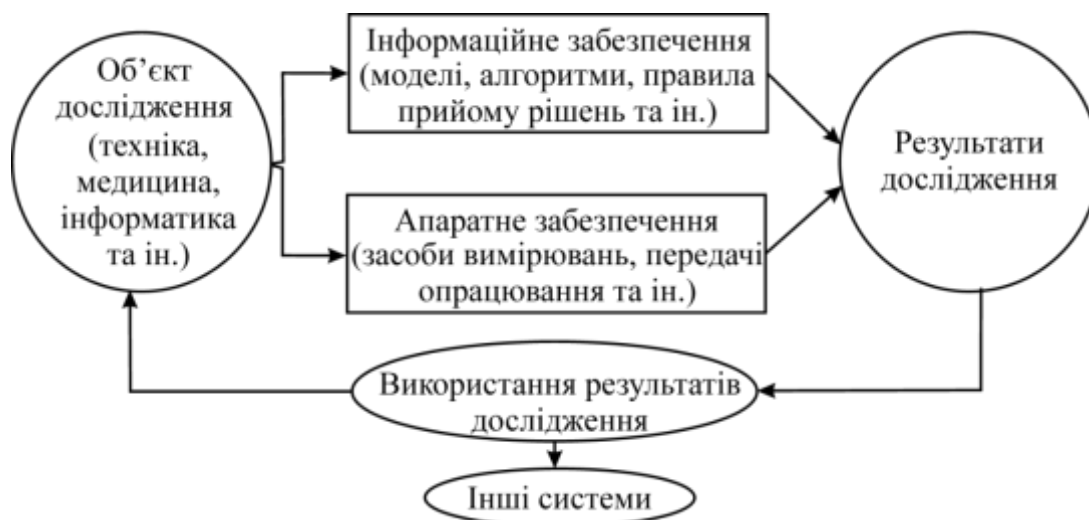 Об’єкт
дослідження
(техніка,
медицина,
інформатика
та ін.)
Інформаційне забезпечення
(моделі, алгоритми, правила
прийому рішень та ін.)
Апаратне забезпечення
(засоби вимірювань, передачі
опрацювання та ін.)
Результати
дослідження
Використання результатів
дослідження
Інші системи